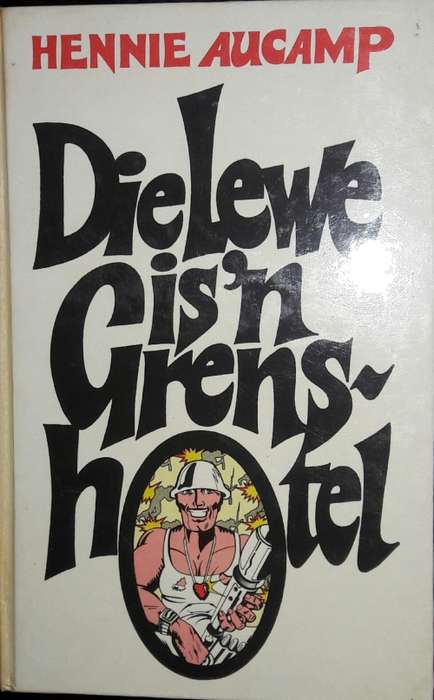 HENNIE AUCAMP
Die Lewe
is 'n
Grens-
hotel